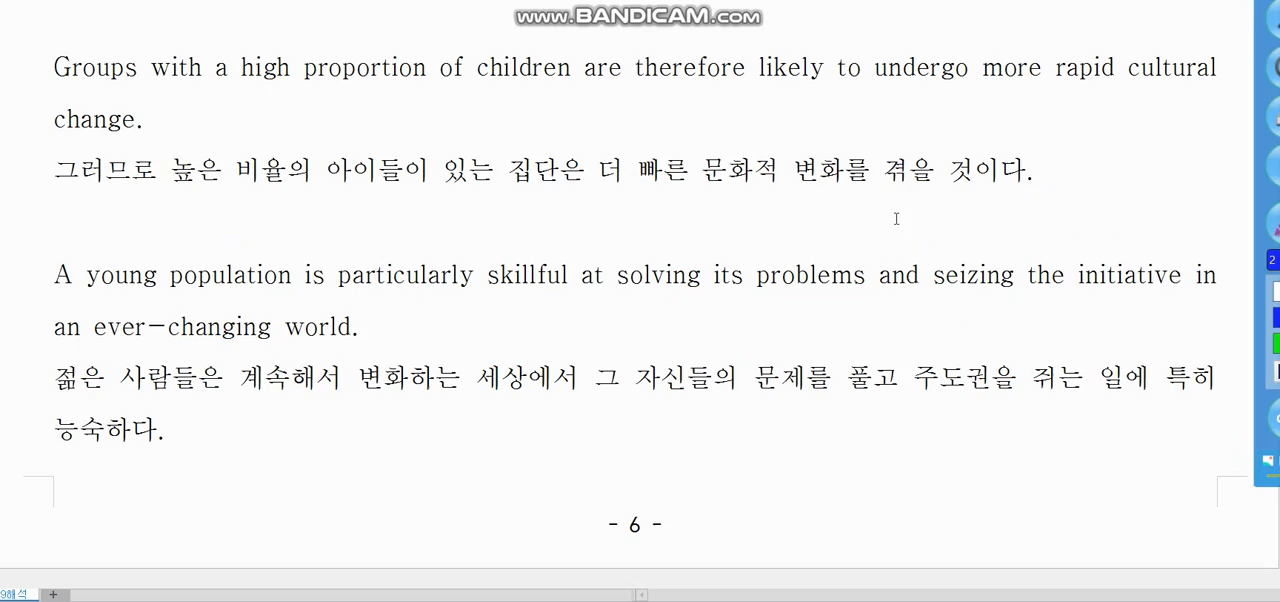 www.BANDICAM.com
Groups with a high proportion of children are therefore likely to undergo more rapid cultural
change.
그러므로 높은 비율의 아이들이 있는 집단은 더 빠른 문화적 변화를 겪을 것이다.
A young population is particularly skillful at solving its problems and seizing the initiative in
an ever-changing world.
젊은 사람들은 계속해서 변화하는 세상에서 그 자신들의 문제를 풀고 주도권을 쥐는 일에 특히
능숙하다.
- 6 -
2
9해석